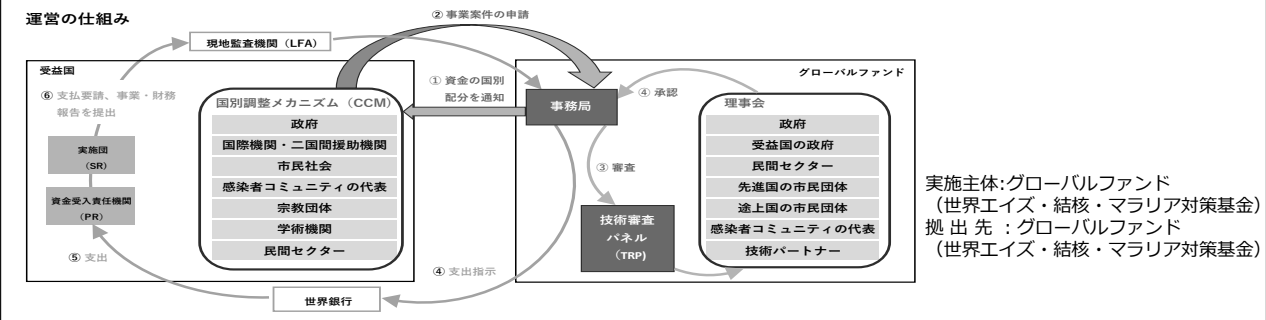 運営の仕組み
② 事業案件の申請
現地監査機関（LFA）
受益国
グローバルファンド
① 資金の国別
配分を通知
⑥ 支払要請、事業・財務
報告を提出
国別調整メカニズム（CCM）
政府
国際機関・二国間援助機関
市民社会
感染者コミュニティの代表
宗教団体
学術機関
民間セクター
実施団
(SR)
資金受入責任機関
（PR）
⑤ 支出
世界銀行
④ 支出指示
事務局
④ 承認
③ 審査
技術審査
パネル
（TRP)
理事会
政府
受益国の政府
民間セクター
先進国の市民団体
途上国の市民団体
感染者コミュニティの代表
技術パートナー
実施主体:グローバルファンド
（世界エイズ・結核・マラリア対策基金）
拠 出 先 ：グローバルファンド
（世界エイズ・結核・マラリア対策基金）